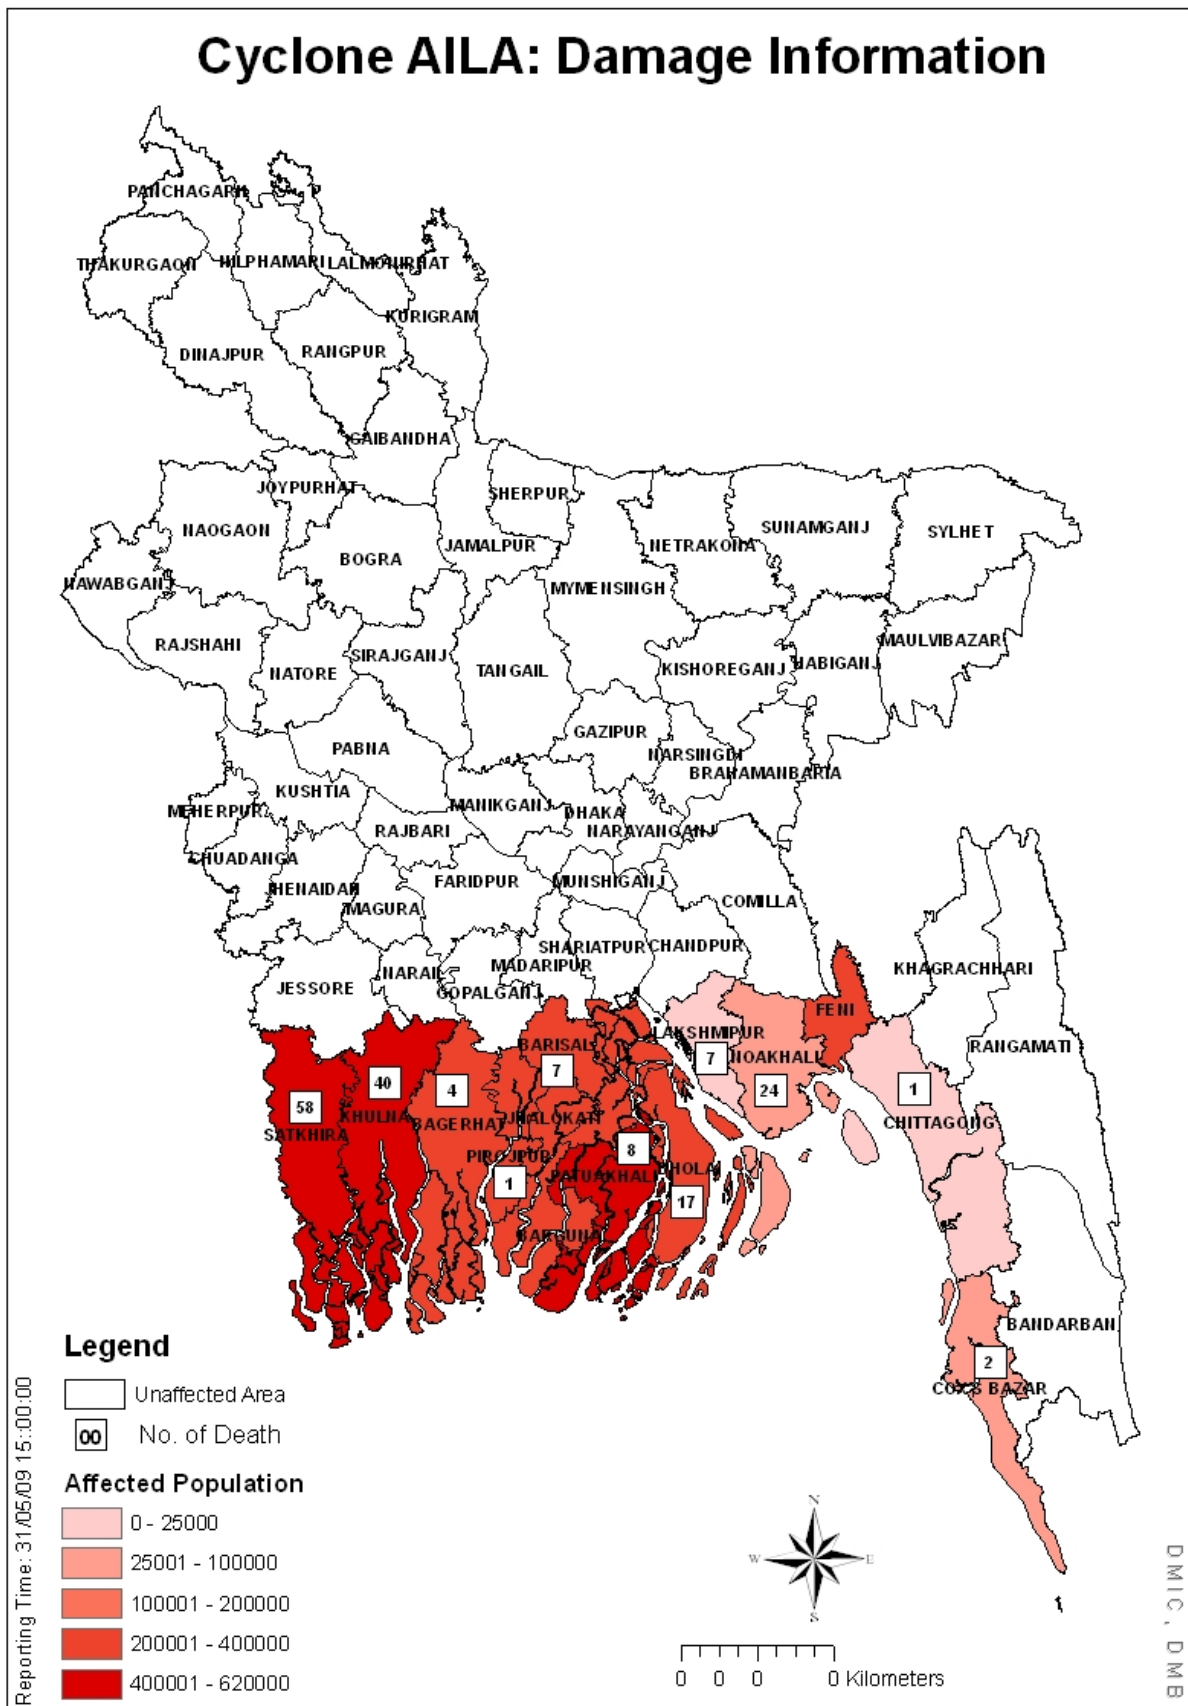 Cyclone AILA: Damage Information
PANCHAGARH
THAKURGAON
NILPHAMARI
LALMONIRHAT
KURIGRAM
DINAJPUR
RANGPUR
GAIBANDHA
JOYPURHAT
SHERPUR
NAOGAON
SUNAMGANJ
SYLHET
BOGRA
JAMALPUR
NETRAKONA
NAWABGANJ
MYMENSINGH
RAJSHAHI
SIRAJGANJ
MAULVIBAZAR
NATORE
TANGAIL
KISHOREGANJ
HABIGANJ
GAZIPUR
PABNA
NARSINGDI
BRAHAMANBARIA
KUSHTIA
MEHERPUR
MANIKGANJ
DHAKA
RAJBARI
NARAYANGANJ
CHUADANGA
JHENAIDAH
FARIDPUR
MUNSHIGANJ
MAGURA
COMILLA
SHARIATPUR
CHANDPUR
MADARIPUR
NARAIL
KHAGRACHHARI
JESSORE
GOPALGANJ
FENI
LAKSHMIPUR
BARISAL
RANGAMATI
7
NOAKHALI
7
40
4
24
1
58
KHULNA
BAGERHAT
JHALOKATI
CHITTAGONG
SATKHIRA
PIROJPUR
8
PATUAKHALI
BHOLA
1
17
BARGUNA
BANDARBAN
2
COX'S BAZAR
Legend
Unaffected Area
00 No. of Death
Affected Population
0 - 25000
25001 - 100000
100001 - 200000
200001 - 400000
400001 - 620000
N
W E
S
0 0 0 0 Kilometers
Reporting Time: 31/05/09 15:00:00
DMIC, DMB